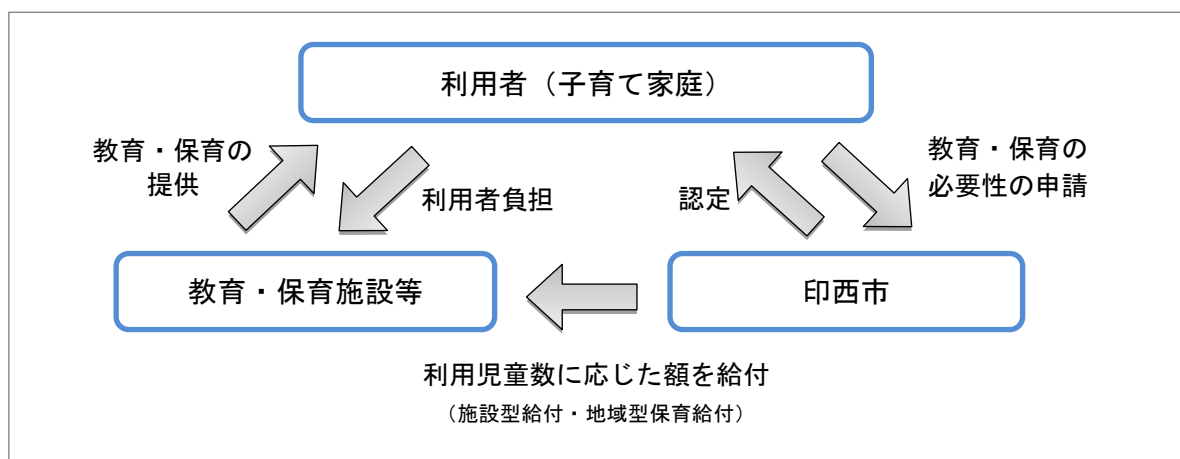 利用者（子育て家庭）
教育・保育の
提供
利用者負担
認定
教育・保育の
必要性の申請
教育・保育施設等
印西市
利用児童数に応じた額を給付
（施設型給付・地域型保育給付）